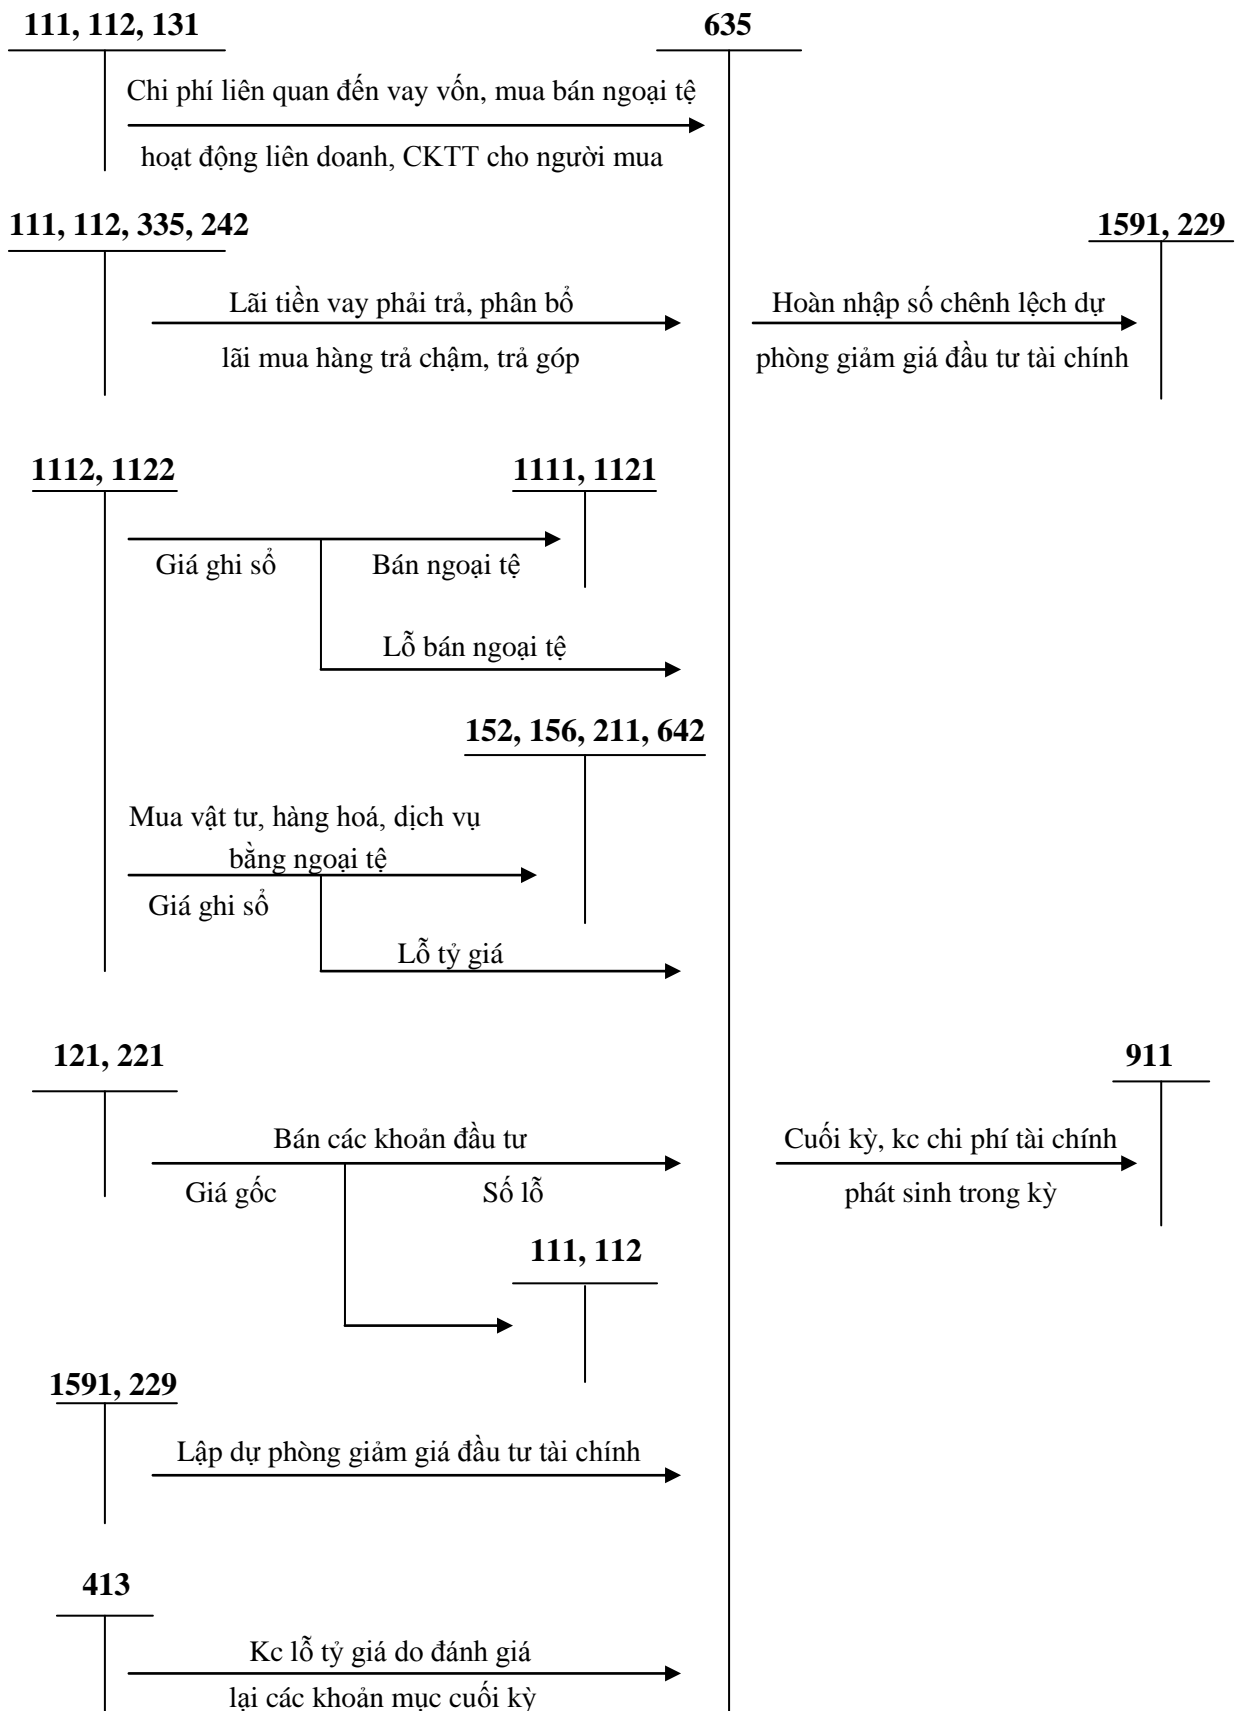 111, 112, 131
635
Chi phí liên quan đến vay vốn, mua bán ngoại tệ
hoạt động liên doanh, CKTT cho người mua
111, 112, 335, 242
1591, 229
Lãi tiền vay phải trả, phân bổ
lãi mua hàng trả chậm, trả góp
Hoàn nhập số chênh lệch dự
phòng giảm giá đầu tư tài chính
1112, 1122
1111, 1121
Giá ghi sổ
Bán ngoại tệ
Lỗ bán ngoại tệ
152, 156, 211, 642
Mua vật tư, hàng hoá, dịch vụ
bằng ngoại tệ
Giá ghi sổ
Lỗ tỷ giá
121, 221
911
Bán các khoản đầu tư
Giá gốc
Số lỗ
Cuối kỳ, kc chi phí tài chính
phát sinh trong kỳ
111, 112
1591, 229
Lập dự phòng giảm giá đầu tư tài chính
413
Kc lỗ tỷ giá do đánh giá
lại các khoản mục cuối kỳ